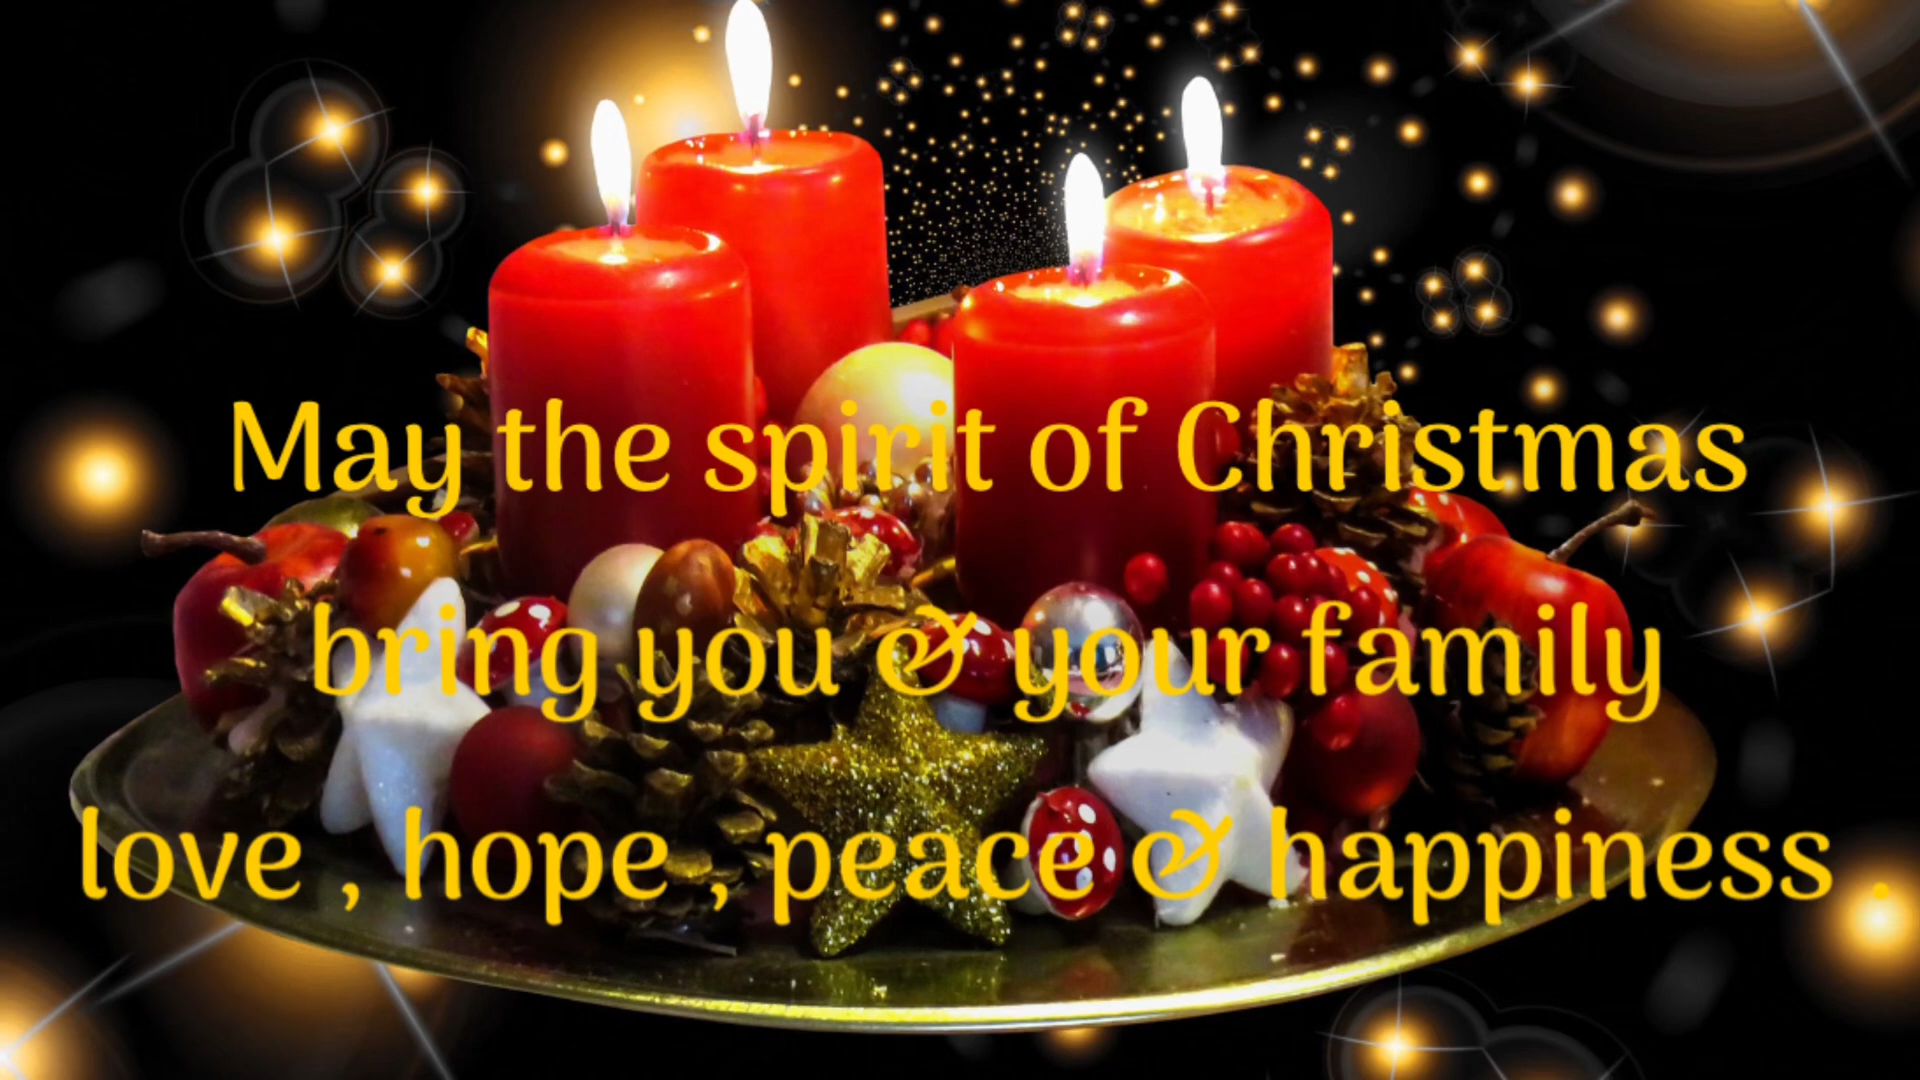 May the spirit of Christmas
bring you & your family
love , hope , peace & happiness .